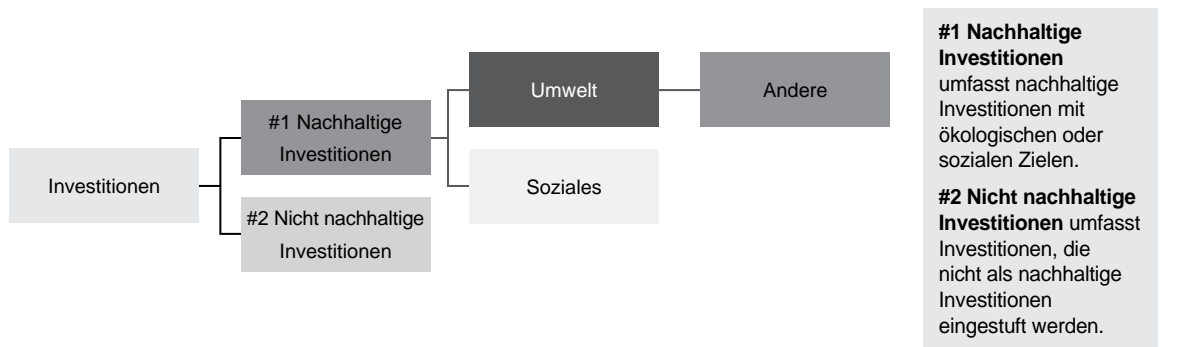 Investitionen
#1 Nachhaltige
Investitionen
#2 Nicht nachhaltige
Investitionen
Umwelt
Andere
Soziales
#1 Nachhaltige
Investitionen
umfasst nachhaltige
Investitionen mit
ökologischen oder
sozialen Zielen.
#2 Nicht nachhaltige
Investitionen umfasst
Investitionen, die
nicht als nachhaltige
Investitionen
eingestuft werden.